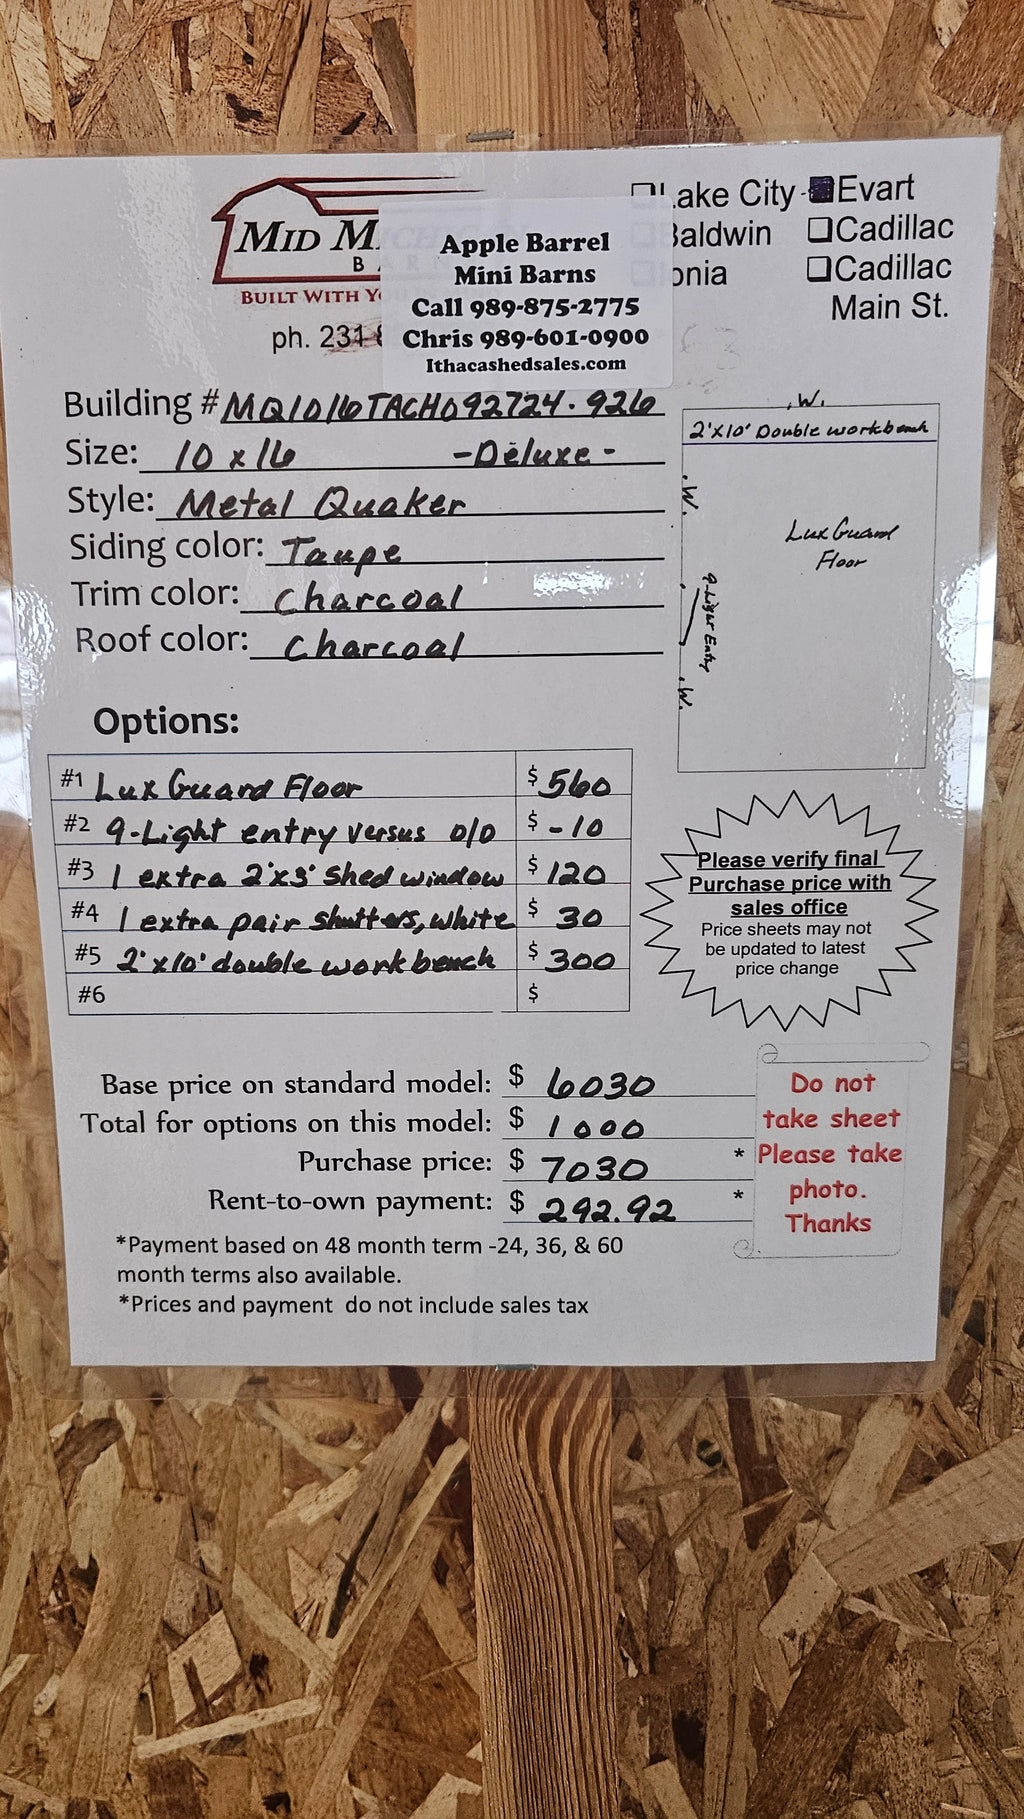 MID M
B
BUILT WITH Y
ph. 231
Apple Barrel
Mini Barns
Call 989-875-2775
Chris 989-601-0900
Ithacashedsales.com
Lake City
Evart
Baldwin
Cadillac
Ionia
Cadillac
Main St.
Building # MQ1016TACH092724.926
Size: 10 x 16 -Deluxe-
Style: Metal Quaker
Siding color: Taupe
Trim color: Charcoal
Roof color: Charcoal
.W.
2'x10' Double workbench
.W.
Lux Guard
Floor
9-Light Entry
.W.
Options:
#1 Lux Guard Floor $ 560
#2 9-Light entry versus D/D $ -10
#3 1 extra 2'x3' shed window $ 120
#4 1 extra pair shutters, white $ 30
#5 2'x10' double workbench $ 300
#6 $
Please verify final
Purchase price with
sales office
Price sheets may not
be updated to latest
price change
Base price on standard model: $ 6030
Total for options on this model: $ 1000
Purchase price: $ 7030 *
Rent-to-own payment: $ 292.92 *
Do not
take sheet
Please take
photo.
Thanks
*Payment based on 48 month term -24, 36, & 60
month terms also available.
*Prices and payment do not include sales tax